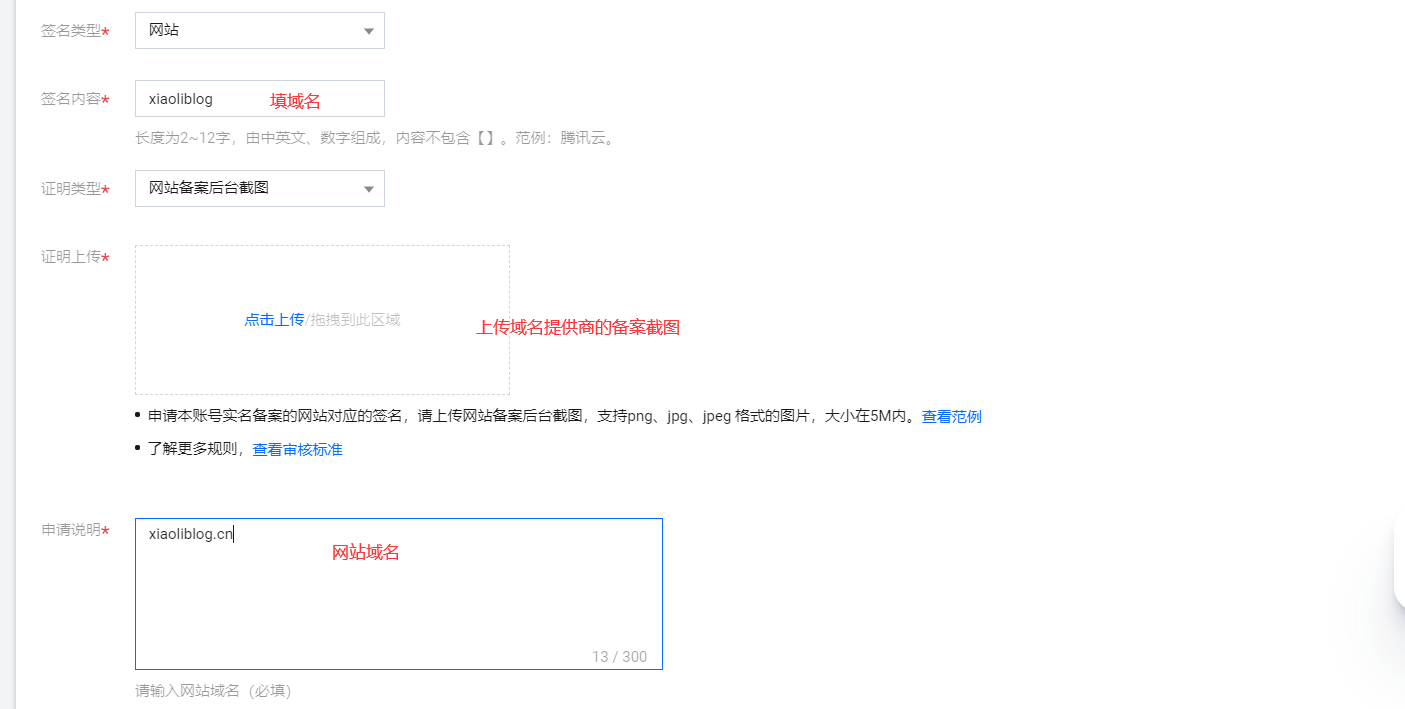 签名类型* 网站
签名内容* xiaoliblog 填域名
长度为2~12字，由中英文、数字组成，内容不包含【】。范例：腾讯云。
证明类型* 网站备案后台截图
证明上传*
点击上传/拖拽到此区域
上传域名提供商的备案截图
• 申请本账号实名备案的网站对应的签名，请上传网站备案后台截图，支持png、jpg、jpeg 格式的图片，大小在5M内。查看范例
• 了解更多规则，查看审核标准
申请说明* xiaoliblog.cn
网站域名
13 / 300
请输入网站域名（必填）